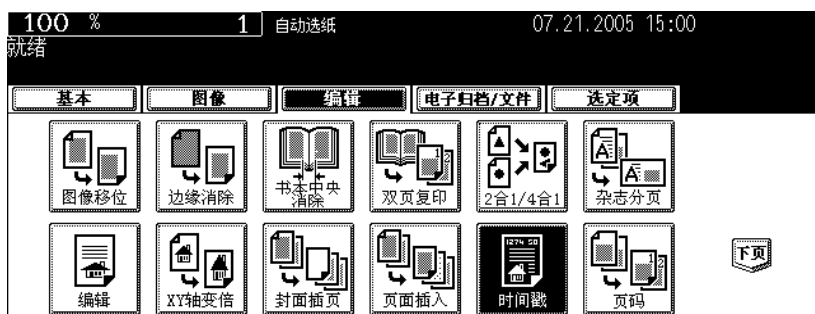 100 % 1 自动选纸 07.21.2005 15:00
就绪
基本 图像 编辑 电子归档/文件 选定项
图像移位 边缘消除 书本中央消除 双页复印 2合1/4合1 杂志分页
下页
编辑 XY轴变倍 封面插页 页面插入 时间戳 页码